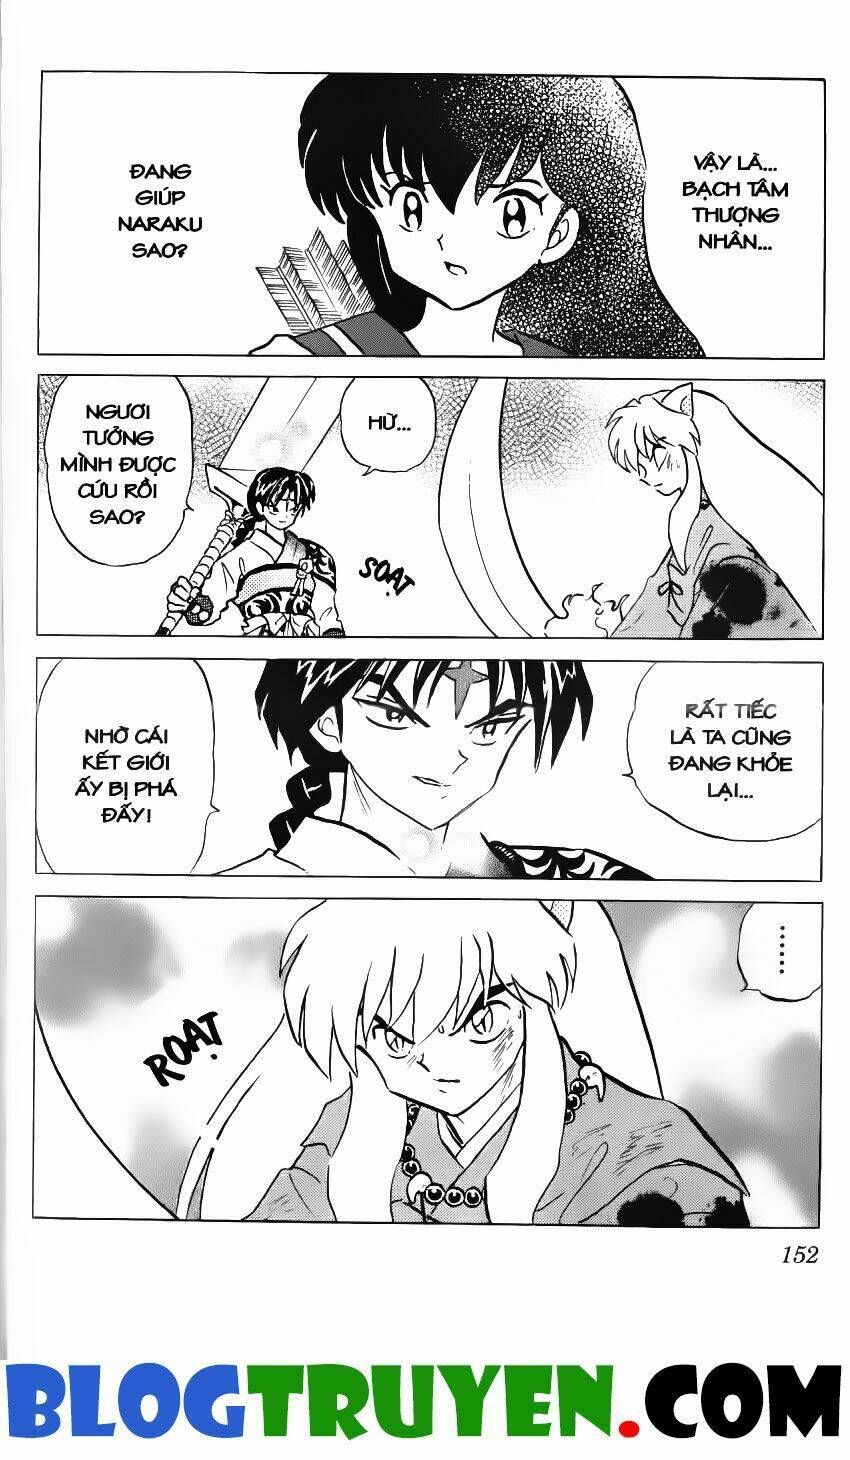 VẬY LÀ...
BẠCH TÂM
THƯỢNG
NHÂN...
ĐANG
GIÚP
NARAKU
SAO?
HỪ...
NGƯƠI
TƯỞNG
MÌNH ĐƯỢC
CỨU RỒI
SAO?
SOẠT
RẤT TIẾC
LÀ TA CŨNG
ĐANG KHỎE
LẠI...
NHỜ CÁI
KẾT GIỚI
ẤY BỊ PHÁ
ĐẤY!
......
ROẠT
152
BLOGTRUYEN.COM